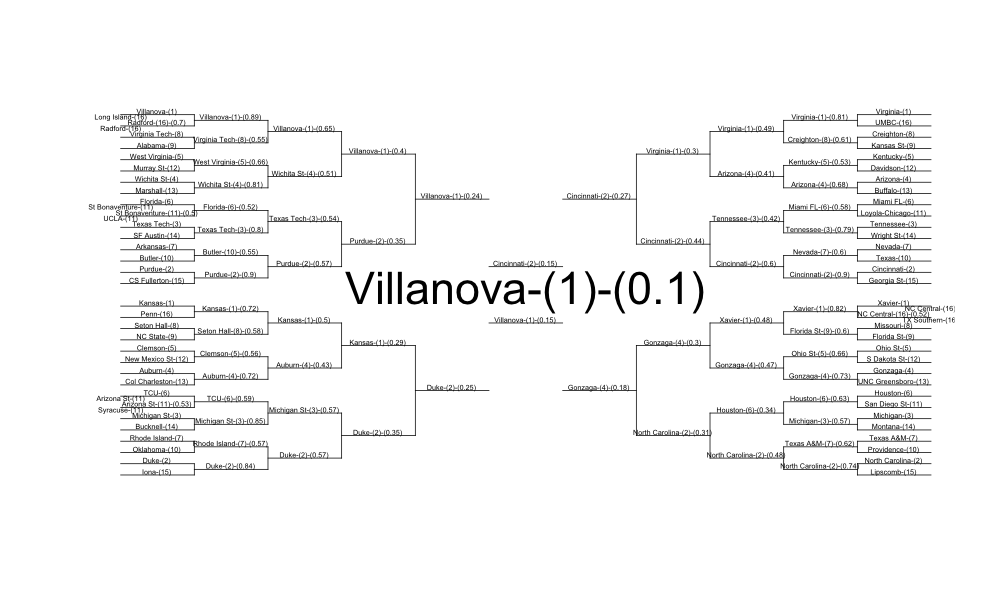 Villanova-(1)
Long Island-(16)
Radford-(16)-(0.7)
Radford-(16)
Virginia Tech-(8)
Alabama-(9)
West Virginia-(5)
Murray St-(12)
Wichita St-(4)
Marshall-(13)
Florida-(6)
St Bonaventure-(11)
St Bonaventure-(11)-(0.5)
UCLA-(11)
Texas Tech-(3)
SF Austin-(14)
Arkansas-(7)
Butler-(10)
Purdue-(2)
CS Fullerton-(15)
Villanova-(1)-(0.89)
Virginia Tech-(8)-(0.55)
West Virginia-(5)-(0.66)
Wichita St-(4)-(0.81)
Florida-(6)-(0.52)
Texas Tech-(3)-(0.8)
Butler-(10)-(0.55)
Purdue-(2)-(0.9)
Villanova-(1)-(0.65)
Wichita St-(4)-(0.51)
Texas Tech-(3)-(0.54)
Purdue-(2)-(0.57)
Villanova-(1)-(0.4)
Purdue-(2)-(0.35)
Villanova-(1)-(0.24)
Kansas-(1)
Penn-(16)
Seton Hall-(8)
NC State-(9)
Clemson-(5)
New Mexico St-(12)
Auburn-(4)
Col Charleston-(13)
TCU-(6)
Arizona St-(11)
Arizona St-(11)-(0.53)
Syracuse-(11)
Michigan St-(3)
Bucknell-(14)
Rhode Island-(7)
Oklahoma-(10)
Duke-(2)
Iona-(15)
Kansas-(1)-(0.72)
Seton Hall-(8)-(0.58)
Clemson-(5)-(0.56)
Auburn-(4)-(0.72)
TCU-(6)-(0.59)
Michigan St-(3)-(0.85)
Rhode Island-(7)-(0.57)
Duke-(2)-(0.84)
Kansas-(1)-(0.5)
Auburn-(4)-(0.43)
Michigan St-(3)-(0.57)
Duke-(2)-(0.57)
Kansas-(1)-(0.29)
Duke-(2)-(0.35)
Duke-(2)-(0.25)
Cincinnati-(2)-(0.15)
Villanova-(1)-(0.1)
Villanova-(1)-(0.15)
Cincinnati-(2)-(0.27)
Virginia-(1)-(0.3)
Cincinnati-(2)-(0.44)
Virginia-(1)-(0.49)
Arizona-(4)-(0.41)
Tennessee-(3)-(0.42)
Cincinnati-(2)-(0.6)
Virginia-(1)-(0.81)
Creighton-(8)-(0.61)
Kentucky-(5)-(0.53)
Arizona-(4)-(0.68)
Miami FL-(6)-(0.58)
Tennessee-(3)-(0.79)
Nevada-(7)-(0.6)
Cincinnati-(2)-(0.9)
Virginia-(1)
UMBC-(16)
Creighton-(8)
Kansas St-(9)
Kentucky-(5)
Davidson-(12)
Arizona-(4)
Buffalo-(13)
Miami FL-(6)
Loyola-Chicago-(11)
Tennessee-(3)
Wright St-(14)
Nevada-(7)
Texas-(10)
Cincinnati-(2)
Georgia St-(15)
Gonzaga-(4)-(0.18)
Gonzaga-(4)-(0.3)
North Carolina-(2)-(0.31)
Xavier-(1)-(0.48)
Gonzaga-(4)-(0.47)
Houston-(6)-(0.34)
North Carolina-(2)-(0.48)
Xavier-(1)-(0.82)
Florida St-(9)-(0.6)
Ohio St-(5)-(0.66)
Gonzaga-(4)-(0.73)
Houston-(6)-(0.63)
Michigan-(3)-(0.57)
Texas A&M-(7)-(0.62)
North Carolina-(2)-(0.74)
Xavier-(1)
NC Central-(16)
NC Central-(16)-(0.52)
TX Southern-(16
Missouri-(8)
Florida St-(9)
Ohio St-(5)
S Dakota St-(12)
Gonzaga-(4)
UNC Greensboro-(13)
Houston-(6)
San Diego St-(11)
Michigan-(3)
Montana-(14)
Texas A&M-(7)
Providence-(10)
North Carolina-(2)
Lipscomb-(15)